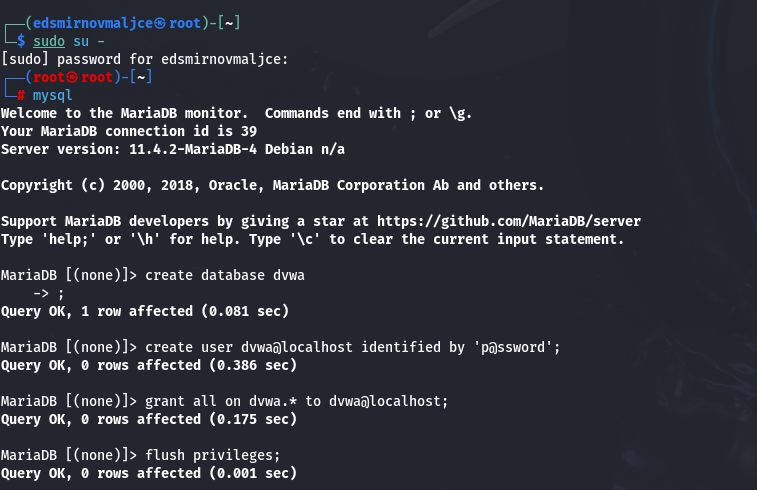 ┌──(edsmirnovmaljce㉿root)-[~]
└─$ sudo su -
[sudo] password for edsmirnovmaljce:
┌──(root㉿root)-[~]
└─# mysql
Welcome to the MariaDB monitor.  Commands end with ; or \g.
Your MariaDB connection id is 39
Server version: 11.4.2-MariaDB-4 Debian n/a
Copyright (c) 2000, 2018, Oracle, MariaDB Corporation Ab and others.
Support MariaDB developers by giving a star at https://github.com/MariaDB/server
Type 'help;' or '\h' for help. Type '\c' to clear the current input statement.
MariaDB [(none)]> create database dvwa
    -> ;
Query OK, 1 row affected (0.081 sec)
MariaDB [(none)]> create user dvwa@localhost identified by 'p@ssword';
Query OK, 0 rows affected (0.386 sec)
MariaDB [(none)]> grant all on dvwa.* to dvwa@localhost;
Query OK, 0 rows affected (0.175 sec)
MariaDB [(none)]> flush privileges;
Query OK, 0 rows affected (0.001 sec)